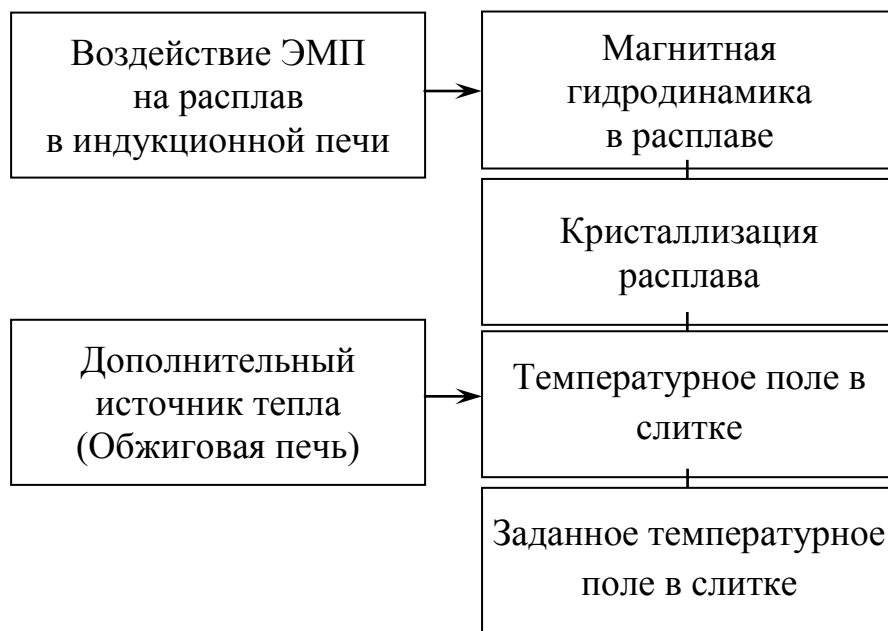 Воздействие ЭМП
на расплав
в индукционной печи
Магнитная
гидродинамика
в расплаве
Кристаллизация
расплава
Дополнительный
источник тепла
(Обжиговая печь)
Температурное поле в
слитке
Заданное температурное
поле в слитке